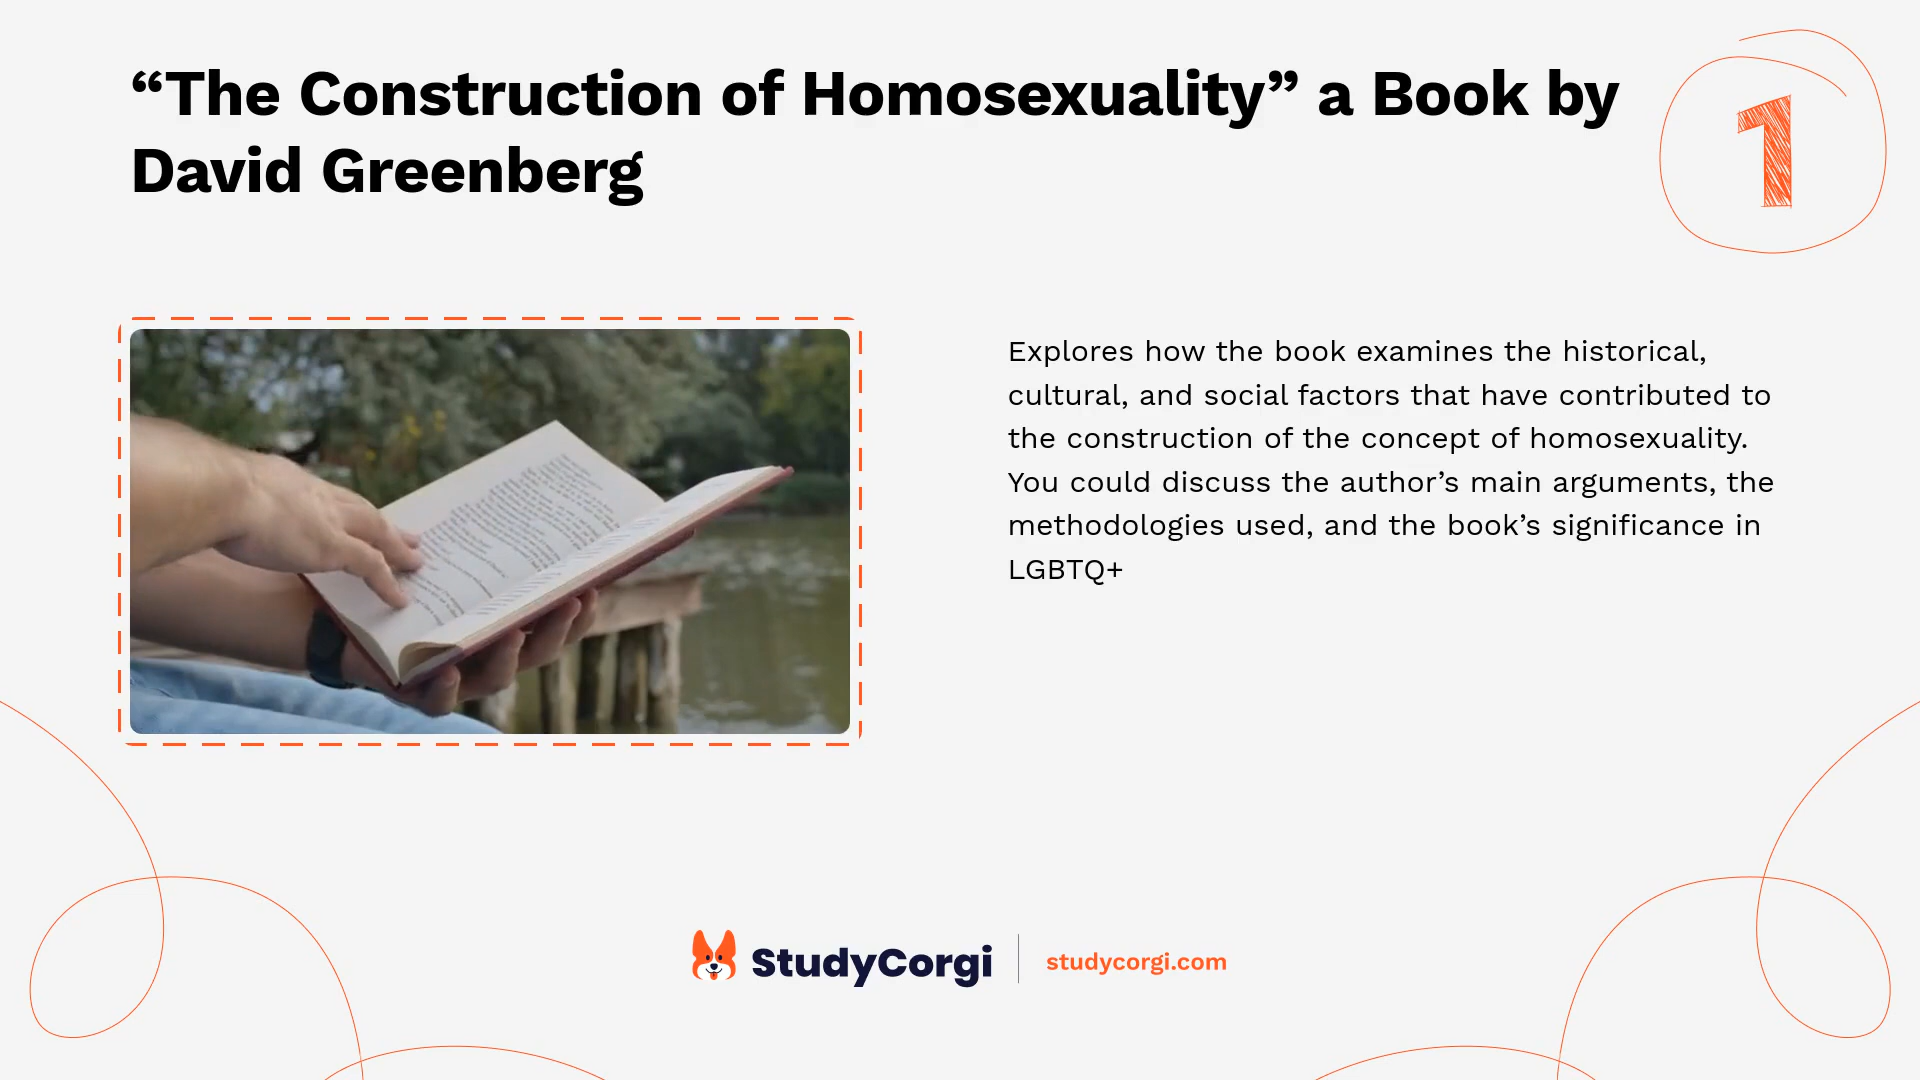 “The Construction of Homosexuality” a Book by
David Greenberg
1
Explores how the book examines the historical,
cultural, and social factors that have contributed to
the construction of the concept of homosexuality.
You could discuss the author’s main arguments, the
methodologies used, and the book’s significance in
LGBTQ+
StudyCorgi
studycorgi.com